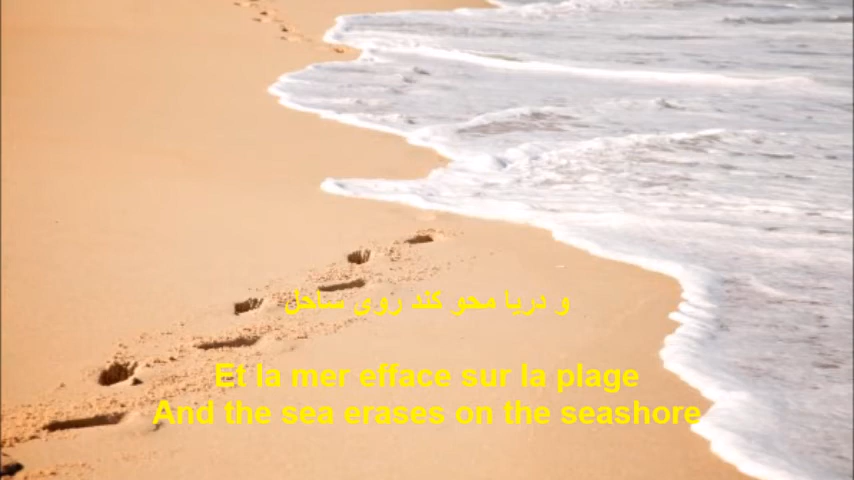 و دریا محو کند روی ساحل
Et la mer efface sur la plage
And the sea erases on the seashore